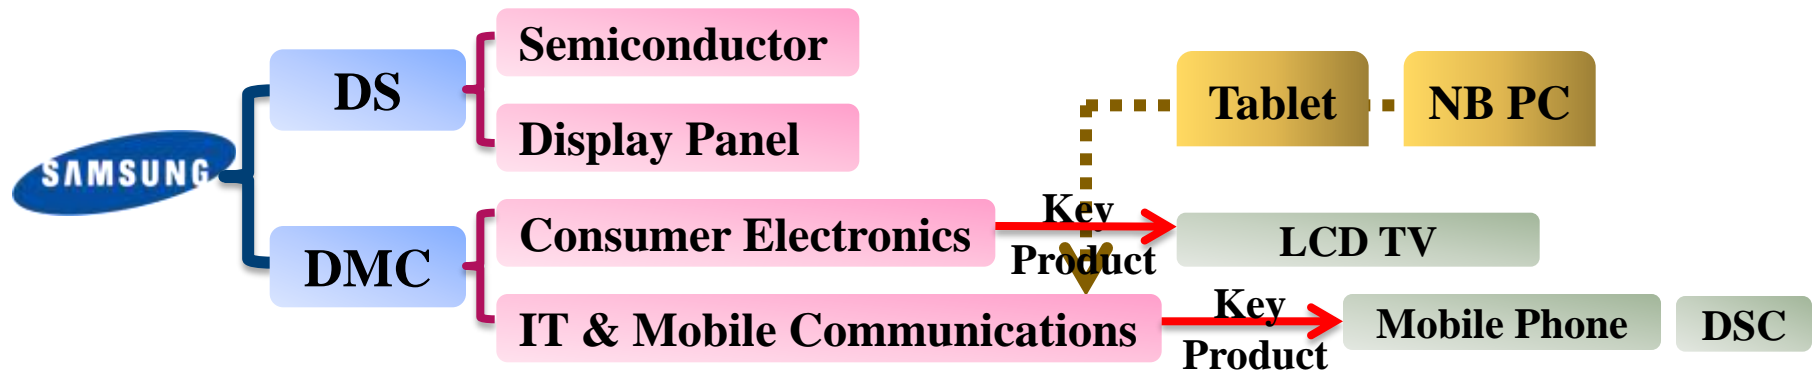 SAMSUNG
DS
Semiconductor
Display Panel
DMC
Consumer Electronics
Key
Product
LCD TV
IT & Mobile Communications
Key
Product
Mobile Phone
DSC
Tablet
NB PC